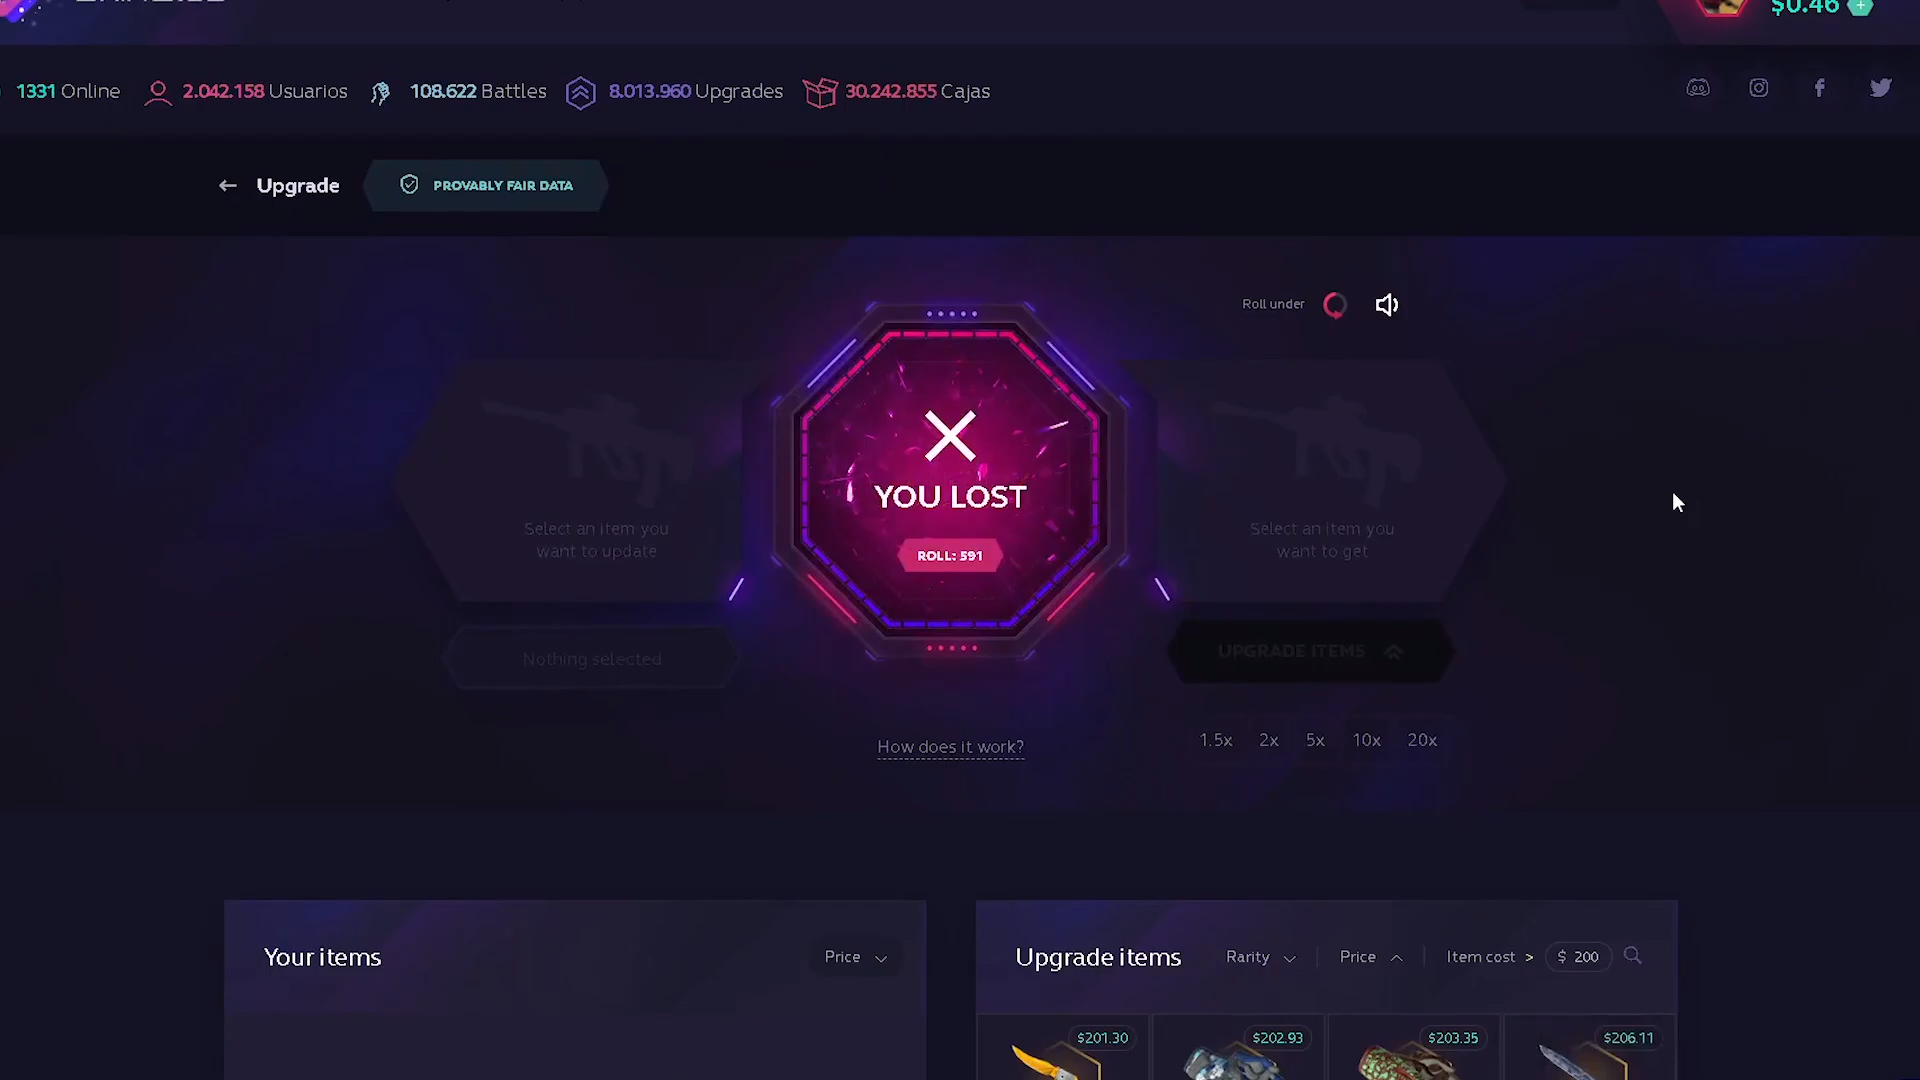 $0.46
1331 Online 2.042.158 Usuarios 108.622 Battles 8.013.960 Upgrades 30.242.855 Cajas
Upgrade PROVABLY FAIR DATA
Roll under
YOU LOST
ROLL: 591
Select an item you
want to update
Select an item you
want to get
Nothing selected
UPGRADE ITEMS
How does it work?
1.5x 2x 5x 10x 20x
Your items Price
Upgrade items Rarity Price Item cost > $ 200
$201.30 $202.93 $203.35 $206.11